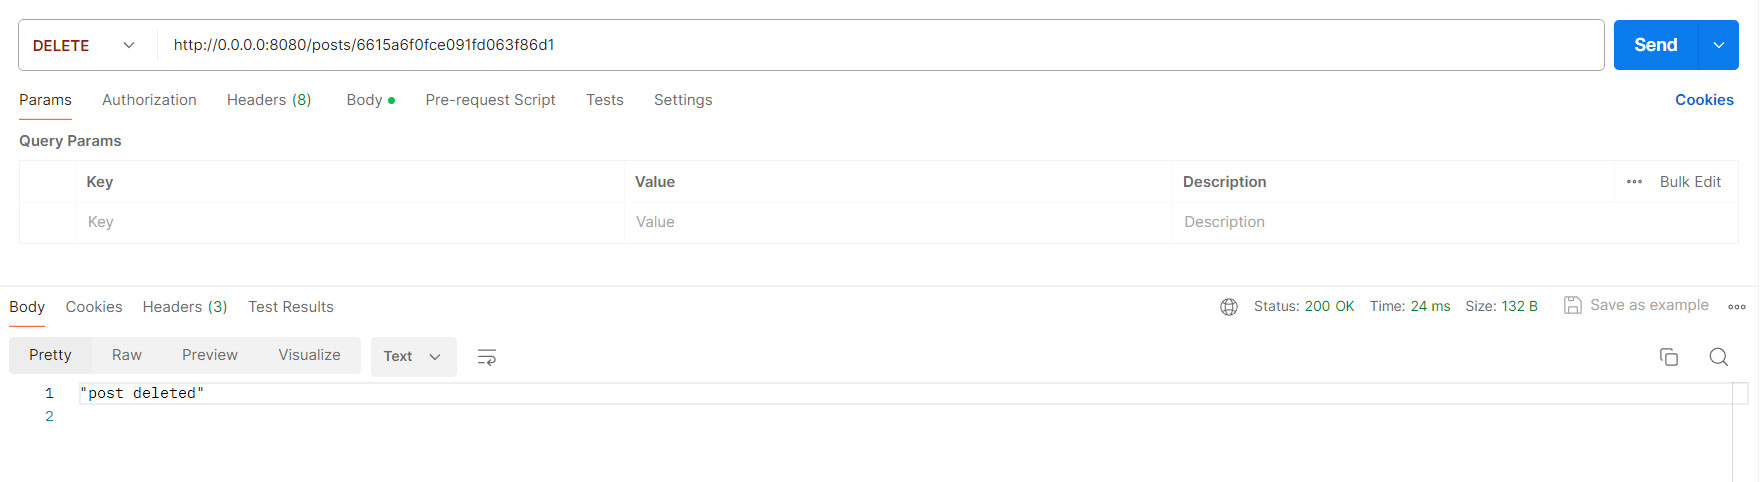 DELETE http://0.0.0.0:8080/posts/6615a6f0fce091fd063f86d1 Send
Params Authorization Headers (8) Body Pre-request Script Tests Settings Cookies
Query Params
Key Value Description Bulk Edit
Key Value Description
Body Cookies Headers (3) Test Results Status: 200 OK Time: 24 ms Size: 132 B Save as example
Pretty Raw Preview Visualize Text
1 "post deleted"
2